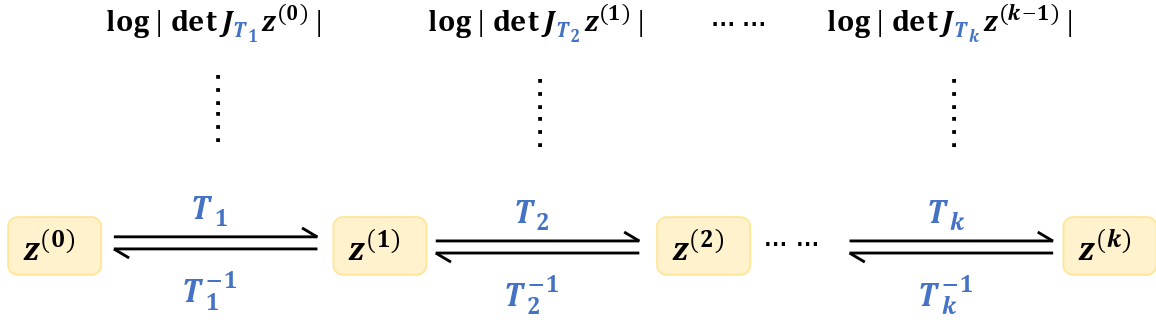 log | det J_{T_1} z^{(0)} | log | det J_{T_2} z^{(1)} | ... ... log | det J_{T_k} z^{(k-1)} |
T_1 T_2 T_k
z^{(0)} z^{(1)} z^{(2)} ... ... z^{(k)}
T_1^{-1} T_2^{-1} T_k^{-1}